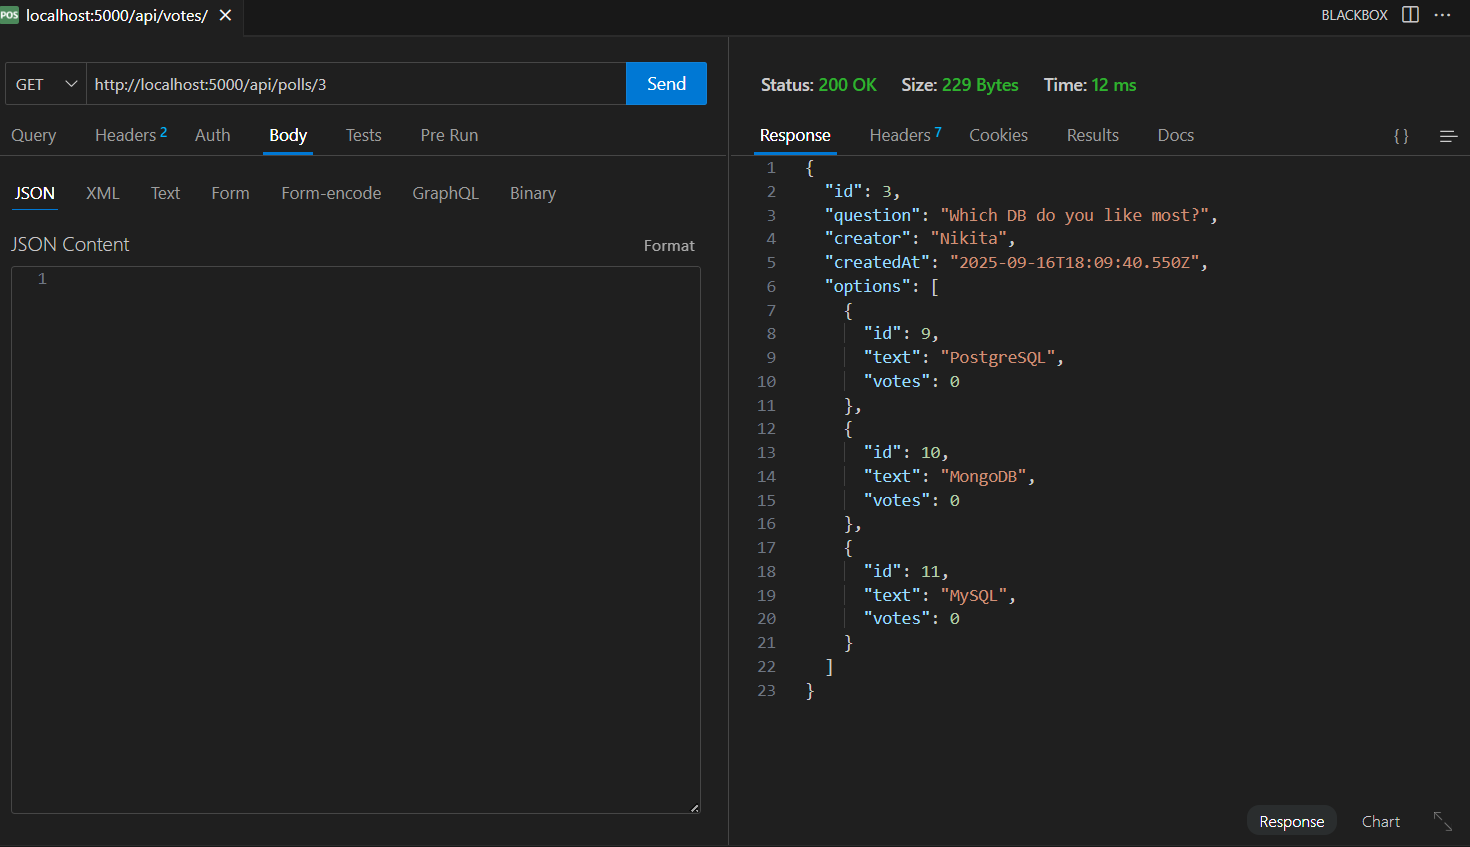 POS localhost:5000/api/votes/ BLACKBOX
GET http://localhost:5000/api/polls/3 Send
Query Headers 2 Auth Body Tests Pre Run
JSON XML Text Form Form-encode GraphQL Binary
JSON Content Format
1
Status: 200 OK Size: 229 Bytes Time: 12 ms
Response Headers 7 Cookies Results Docs { }
1 {
2 "id": 3,
3 "question": "Which DB do you like most?",
4 "creator": "Nikita",
5 "createdAt": "2025-09-16T18:09:40.550Z",
6 "options": [
7 {
8 "id": 9,
9 "text": "PostgreSQL",
10 "votes": 0
11 },
12 {
13 "id": 10,
14 "text": "MongoDB",
15 "votes": 0
16 },
17 {
18 "id": 11,
19 "text": "MySQL",
20 "votes": 0
21 }
22 ]
23 }
Response Chart